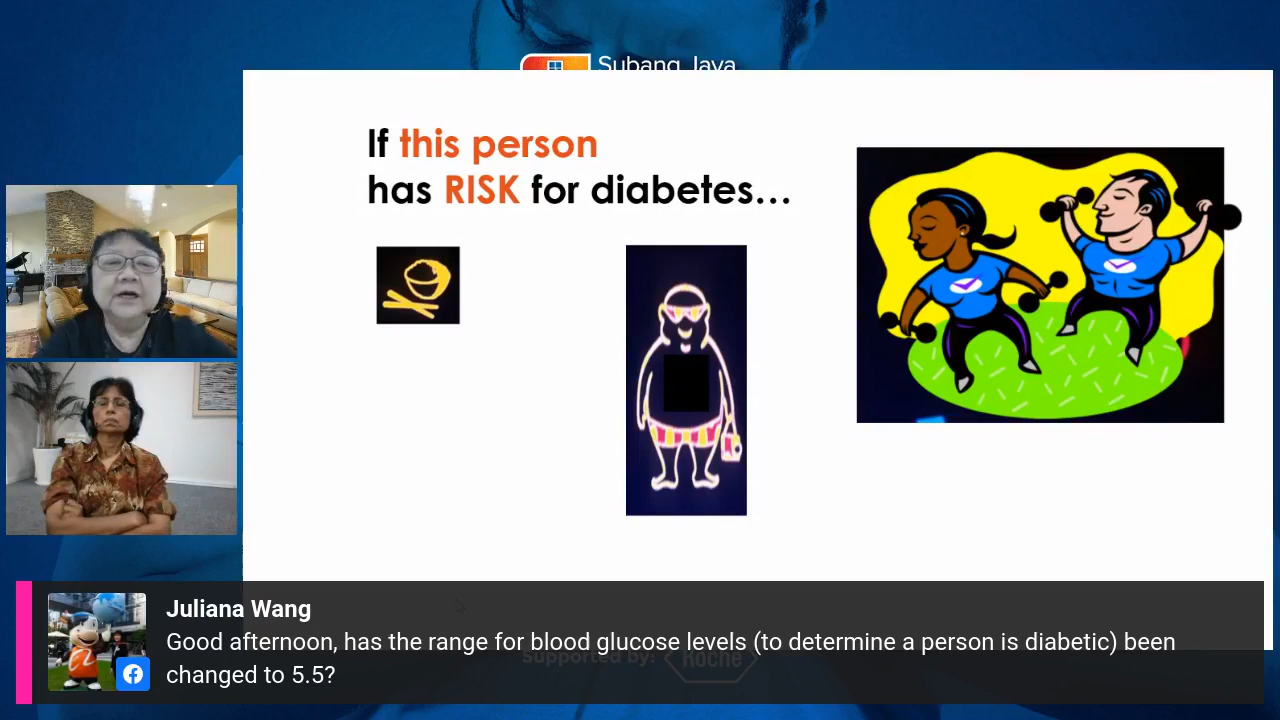 Subang Jaya
If this person
has RISK for diabetes...
Juliana Wang
Good afternoon, has the range for blood glucose levels (to determine a person is diabetic) been
changed to 5.5?
Supported by: Roche